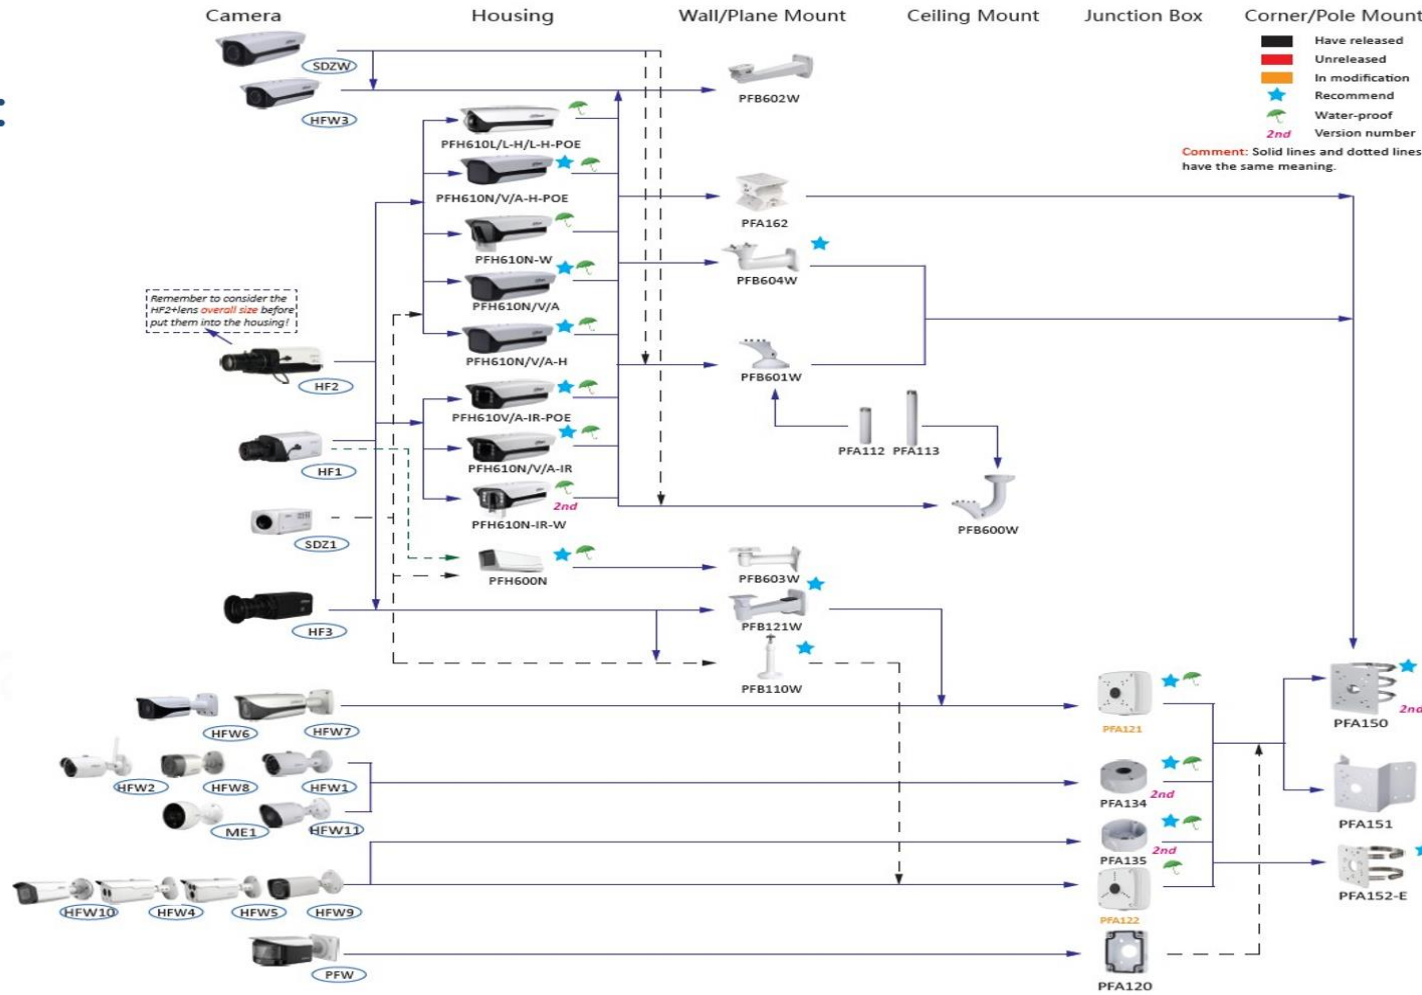 Camera
Housing
Wall/Plane Mount
Ceiling Mount
Junction Box
Corner/Pole Mount
Have released
Unreleased
In modification
Recommend
Water-proof
2nd Version number
Comment: Solid lines and dotted lines
have the same meaning.
SDZW
HFW3
PFB602W
PFH610L/L-H/L-H-POE
PFH610N/V/A-H-POE
PFA162
PFH610N-W
PFB604W
Remember to consider the
HF2+lens overall size before
put them into the housing!
PFH610N/V/A
PFH610N/V/A-H
HF2
PFB601W
PFH610V/A-IR-POE
PFA112
PFA113
HF1
PFH610N/V/A-IR
2nd
PFH610N-IR-W
PFB600W
SDZ1
PFH600N
PFB603W
HF3
PFB121W
PFB110W
HFW6
HFW7
PFA121
2nd
PFA150
HFW2
HFW8
HFW1
PFA134
2nd
ME1
HFW11
PFA151
PFA135
2nd
HFW10
HFW4
HFW5
HFW9
PFA122
PFA152-E
PFW
PFA120